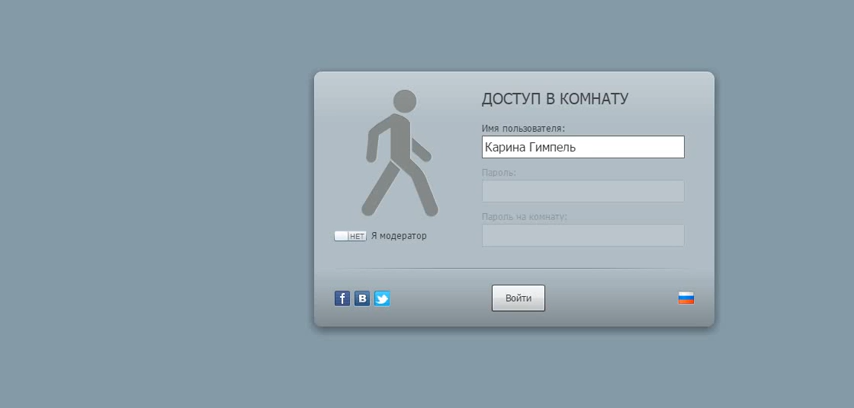 ДОСТУП В КОМНАТУ
Имя пользователя:
Карина Гимпель
Пароль:
Пароль на комнату:
НЕТ Я модератор
Войти